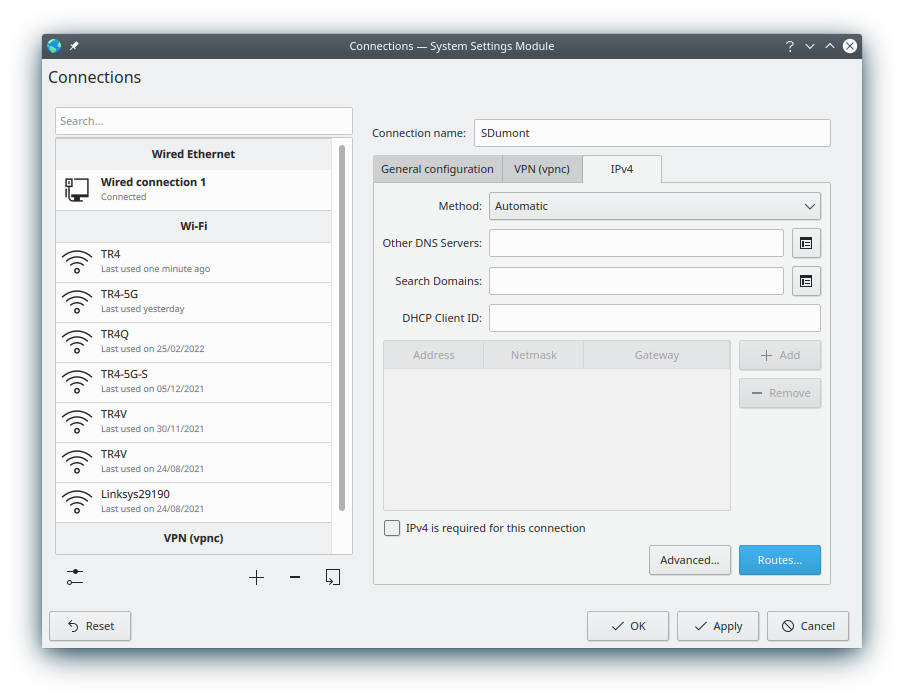 Connections — System Settings Module
?
Connections
Search...
Wired Ethernet
Wired connection 1
Connected
Wi-Fi
TR4
Last used one minute ago
TR4-5G
Last used yesterday
TR4Q
Last used on 25/02/2022
TR4-5G-S
Last used on 05/12/2021
TR4V
Last used on 30/11/2021
TR4V
Last used on 24/08/2021
Linksys29190
Last used on 24/08/2021
VPN (vpnc)
Connection name: SDumont
General configuration VPN (vpnc) IPv4
Method: Automatic
Other DNS Servers:
Search Domains:
DHCP Client ID:
Address Netmask Gateway
Add
Remove
IPv4 is required for this connection
Advanced... Routes...
Reset OK Apply Cancel